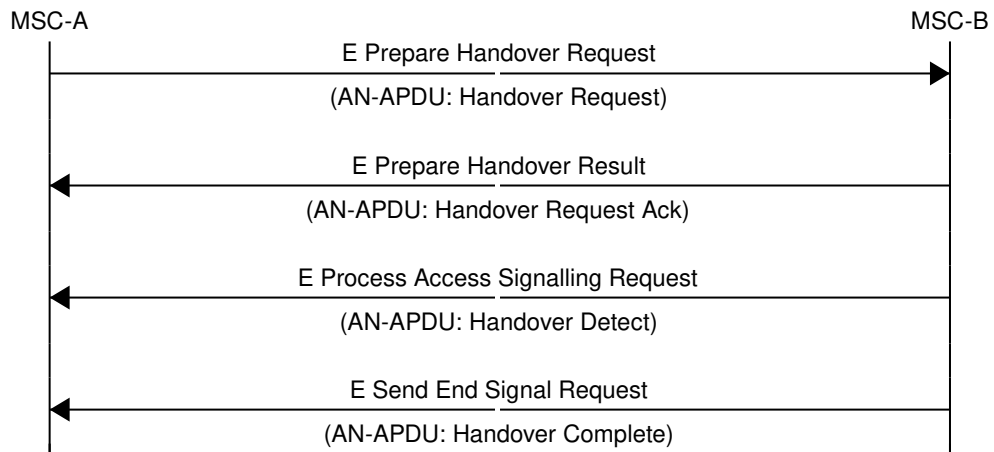 MSC-A MSC-B
E Prepare Handover Request
(AN-APDU: Handover Request)
E Prepare Handover Result
(AN-APDU: Handover Request Ack)
E Process Access Signalling Request
(AN-APDU: Handover Detect)
E Send End Signal Request
(AN-APDU: Handover Complete)